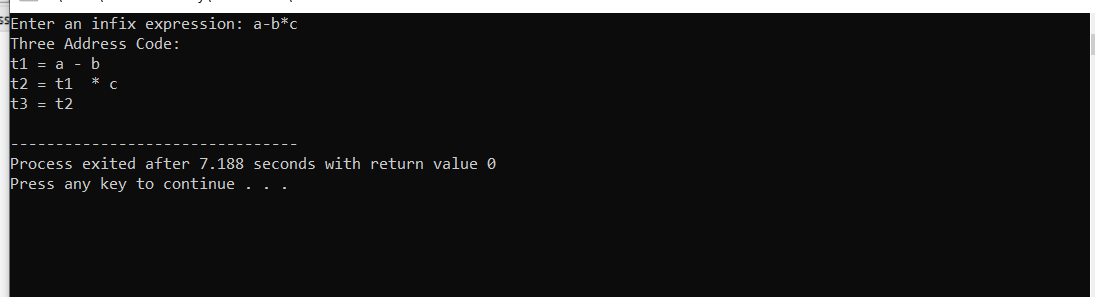 Enter an infix expression: a-b*c
Three Address Code:
t1 = a - b
t2 = t1  * c
t3 = t2
--------------------------------
Process exited after 7.188 seconds with return value 0
Press any key to continue . . .